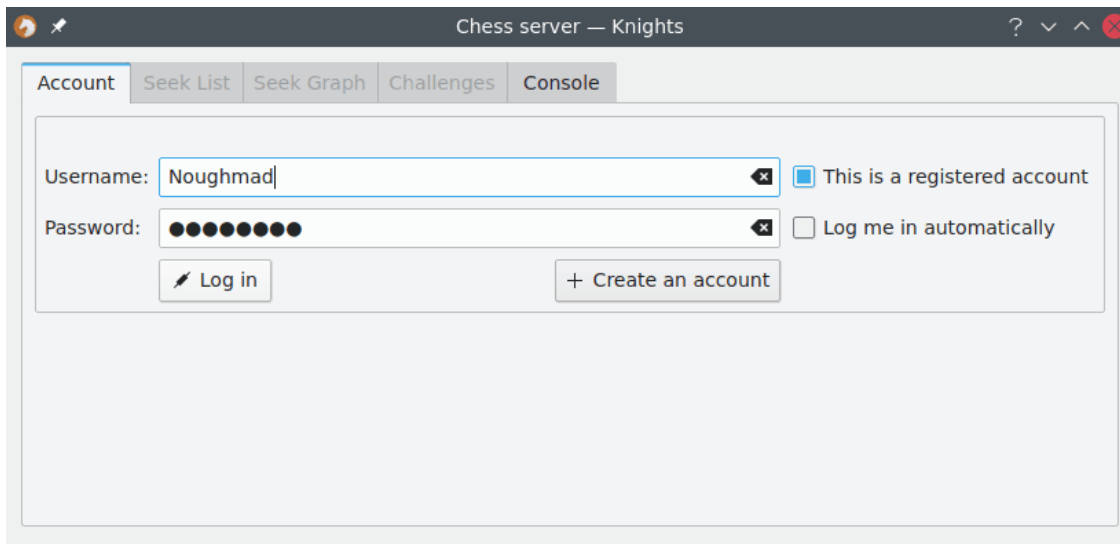 Chess server — Knights
Account Seek List Seek Graph Challenges Console
Username: Noughmad This is a registered account
Password: ●●●●●●●● Log me in automatically
Log in + Create an account